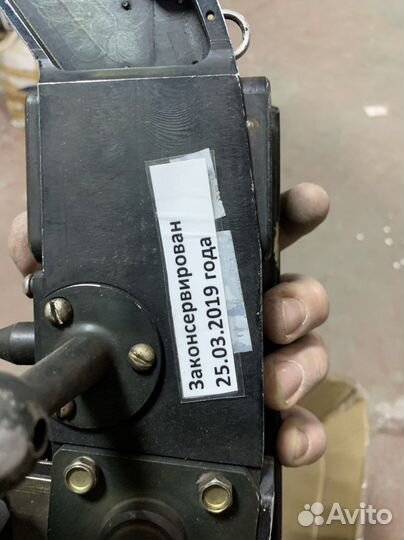 Законсервирован
25.03.2019 года
Avito